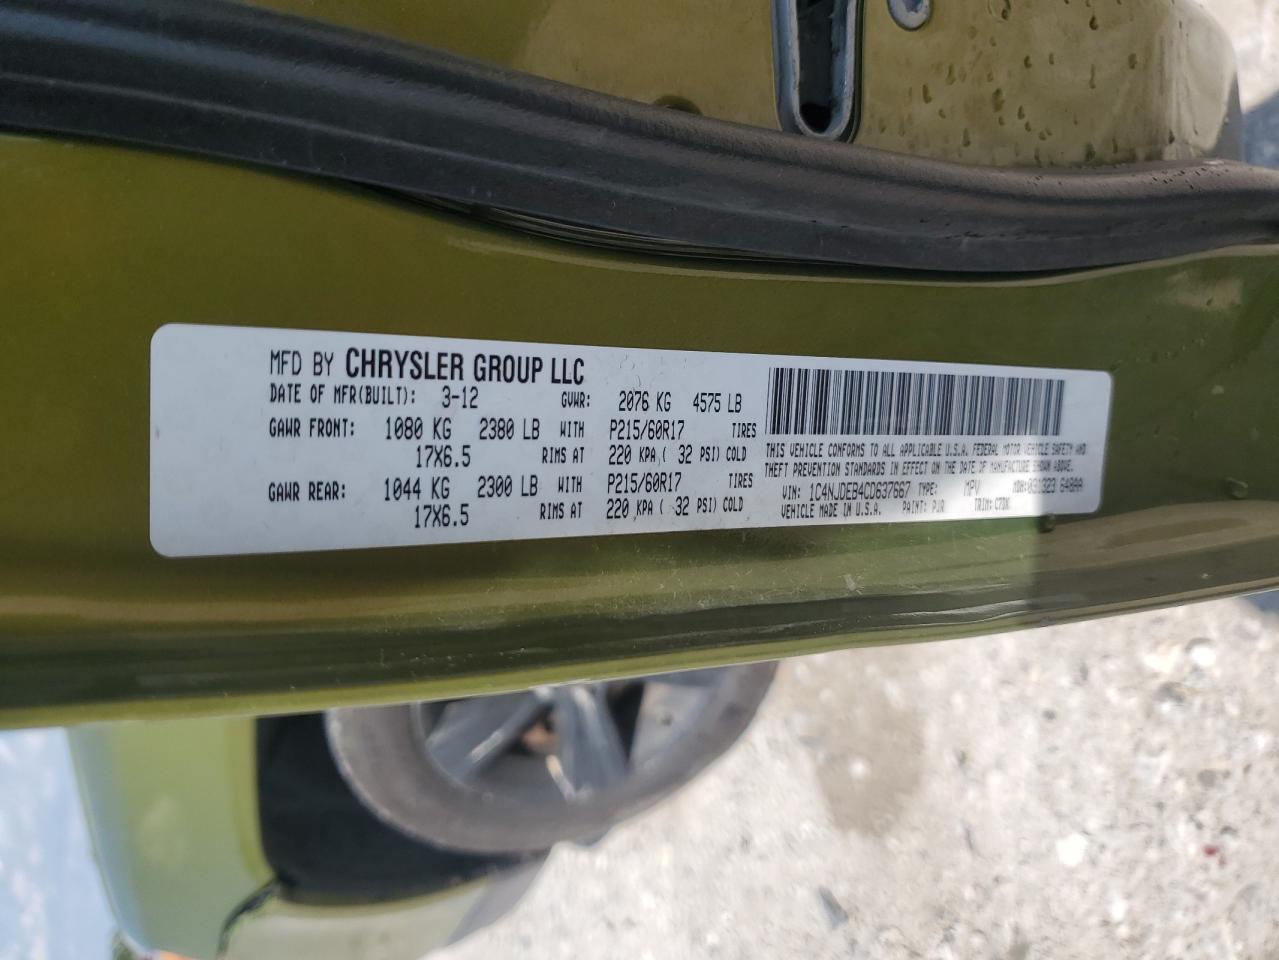 MFD BY CHRYSLER GROUP LLC
DATE OF MFR(BUILT): 3-12 GVWR: 2076 KG 4575 LB
GAWR FRONT: 1080 KG 2380 LB WITH P215/60R17 TIRES
17X6.5 RIMS AT 220 KPA ( 32 PSI) COLD
GAWR REAR: 1044 KG 2300 LB WITH P215/60R17 TIRES
17X6.5 RIMS AT 220 KPA ( 32 PSI) COLD
THIS VEHICLE CONFORMS TO ALL APPLICABLE U.S.A. FEDERAL MOTOR VEHICLE SAFETY AND
THEFT PREVENTION STANDARDS IN EFFECT ON THE DATE OF MANUFACTURE SHOWN ABOVE.
VIN: 1C4NJDEB4CD637667 TYPE: MPV MDH: 648AA
VEHICLE MADE IN U.S.A. PAINT: PJR TRIM: